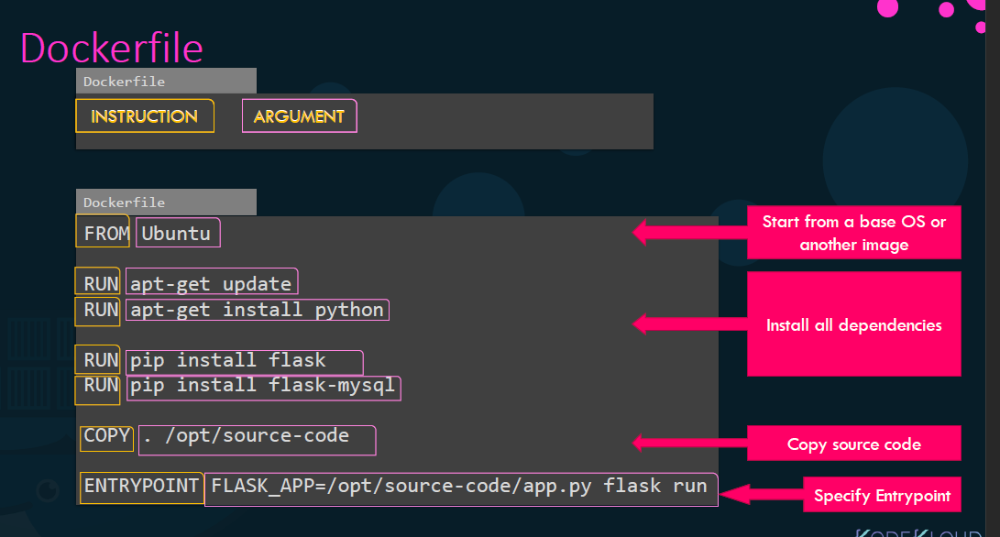 Dockerfile
Dockerfile
INSTRUCTION ARGUMENT
Dockerfile
FROM Ubuntu
Start from a base OS or
another image
RUN apt-get update
RUN apt-get install python
Install all dependencies
RUN pip install flask
RUN pip install flask-mysql
COPY . /opt/source-code
Copy source code
ENTRYPOINT FLASK_APP=/opt/source-code/app.py flask run
Specify Entrypoint
KODEKLOUD